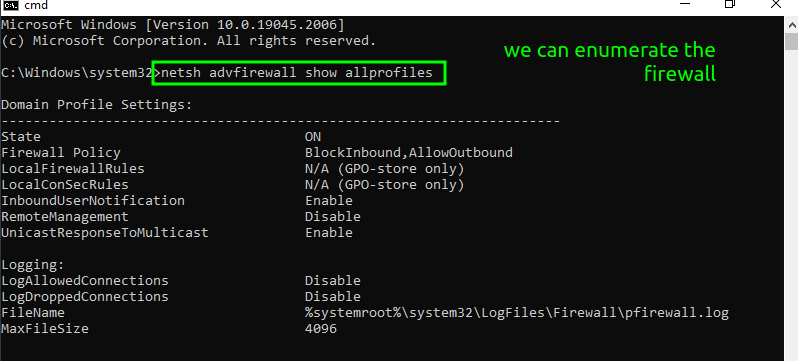 cmd
Microsoft Windows [Version 10.0.19045.2006]
(c) Microsoft Corporation. All rights reserved.
we can enumerate the
firewall
C:\Windows\system32>netsh advfirewall show allprofiles
Domain Profile Settings:
----------------------------------------------------------------------
State ON
Firewall Policy BlockInbound,AllowOutbound
LocalFirewallRules N/A (GPO-store only)
LocalConSecRules N/A (GPO-store only)
InboundUserNotification Enable
RemoteManagement Disable
UnicastResponseToMulticast Enable
Logging:
LogAllowedConnections Disable
LogDroppedConnections Disable
FileName %systemroot%\system32\LogFiles\Firewall\pfirewall.log
MaxFileSize 4096